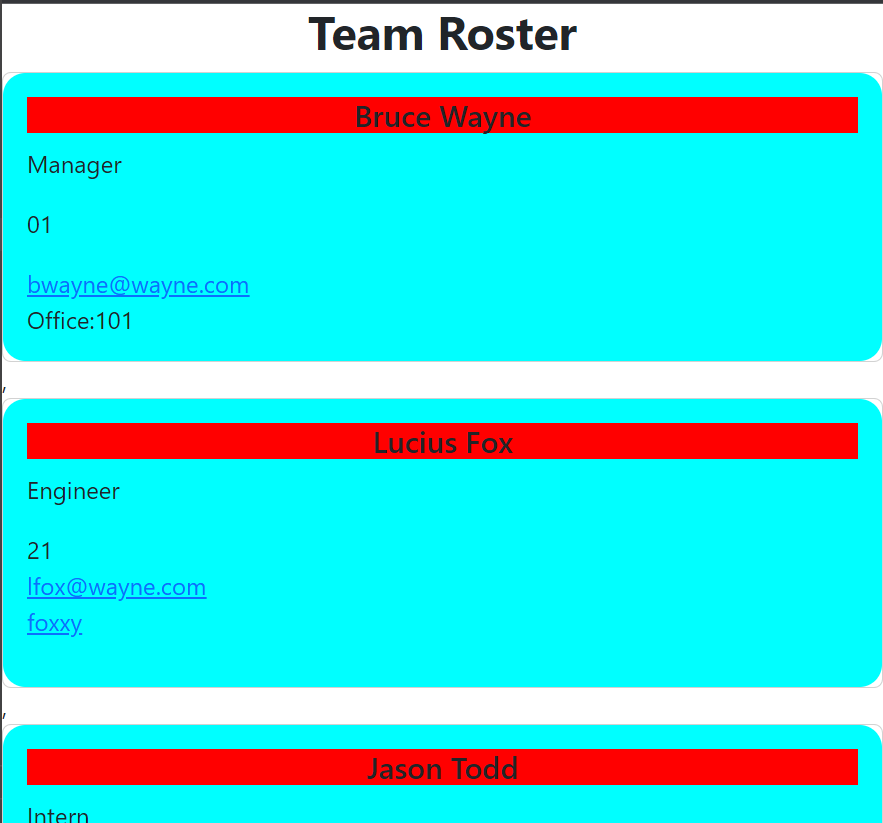 Team Roster
Bruce Wayne
Manager
01
bwayne@wayne.com
Office:101
,
Lucius Fox
Engineer
21
lfox@wayne.com
foxxy
,
Jason Todd
Intern